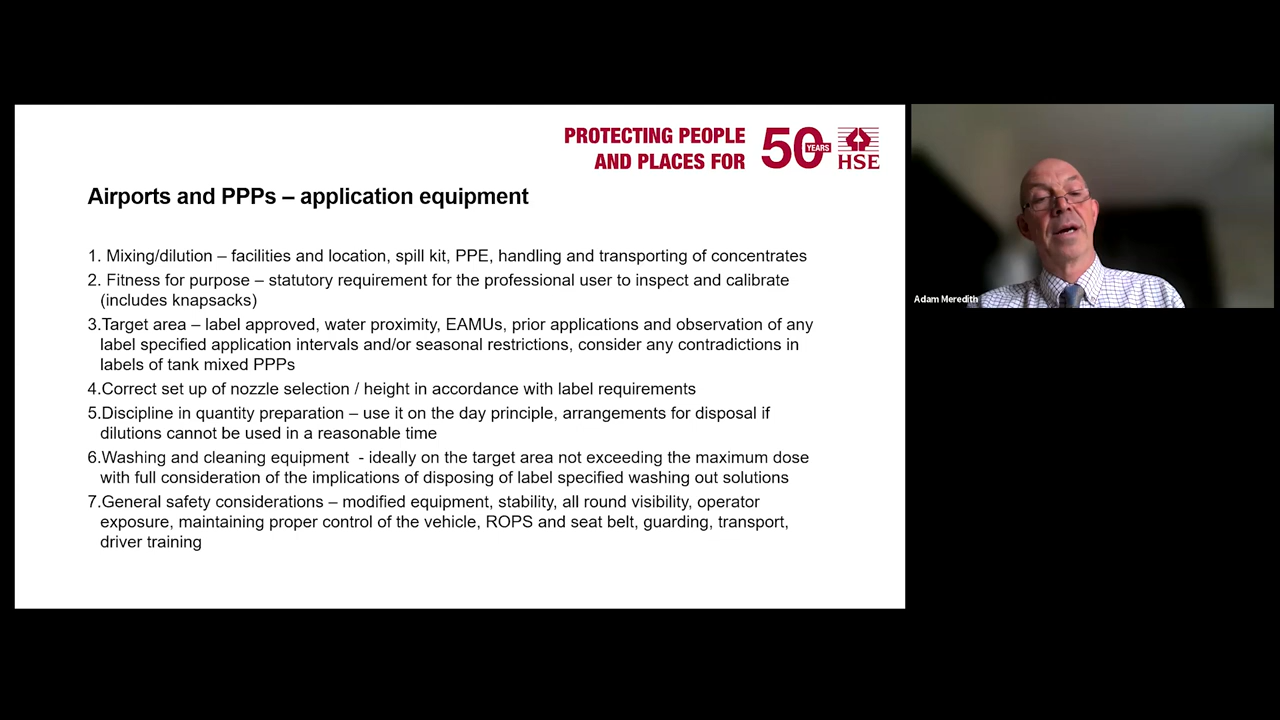 PROTECTING PEOPLE
AND PLACES FOR
50 YEARS
HSE
Airports and PPPs – application equipment
1. Mixing/dilution – facilities and location, spill kit, PPE, handling and transporting of concentrates
2. Fitness for purpose – statutory requirement for the professional user to inspect and calibrate
(includes knapsacks)
3.Target area – label approved, water proximity, EAMUs, prior applications and observation of any
label specified application intervals and/or seasonal restrictions, consider any contradictions in
labels of tank mixed PPPs
4.Correct set up of nozzle selection / height in accordance with label requirements
5.Discipline in quantity preparation – use it on the day principle, arrangements for disposal if
dilutions cannot be used in a reasonable time
6.Washing and cleaning equipment  - ideally on the target area not exceeding the maximum dose
with full consideration of the implications of disposing of label specified washing out solutions
7.General safety considerations – modified equipment, stability, all round visibility, operator
exposure, maintaining proper control of the vehicle, ROPS and seat belt, guarding, transport,
driver training
Adam Meredith